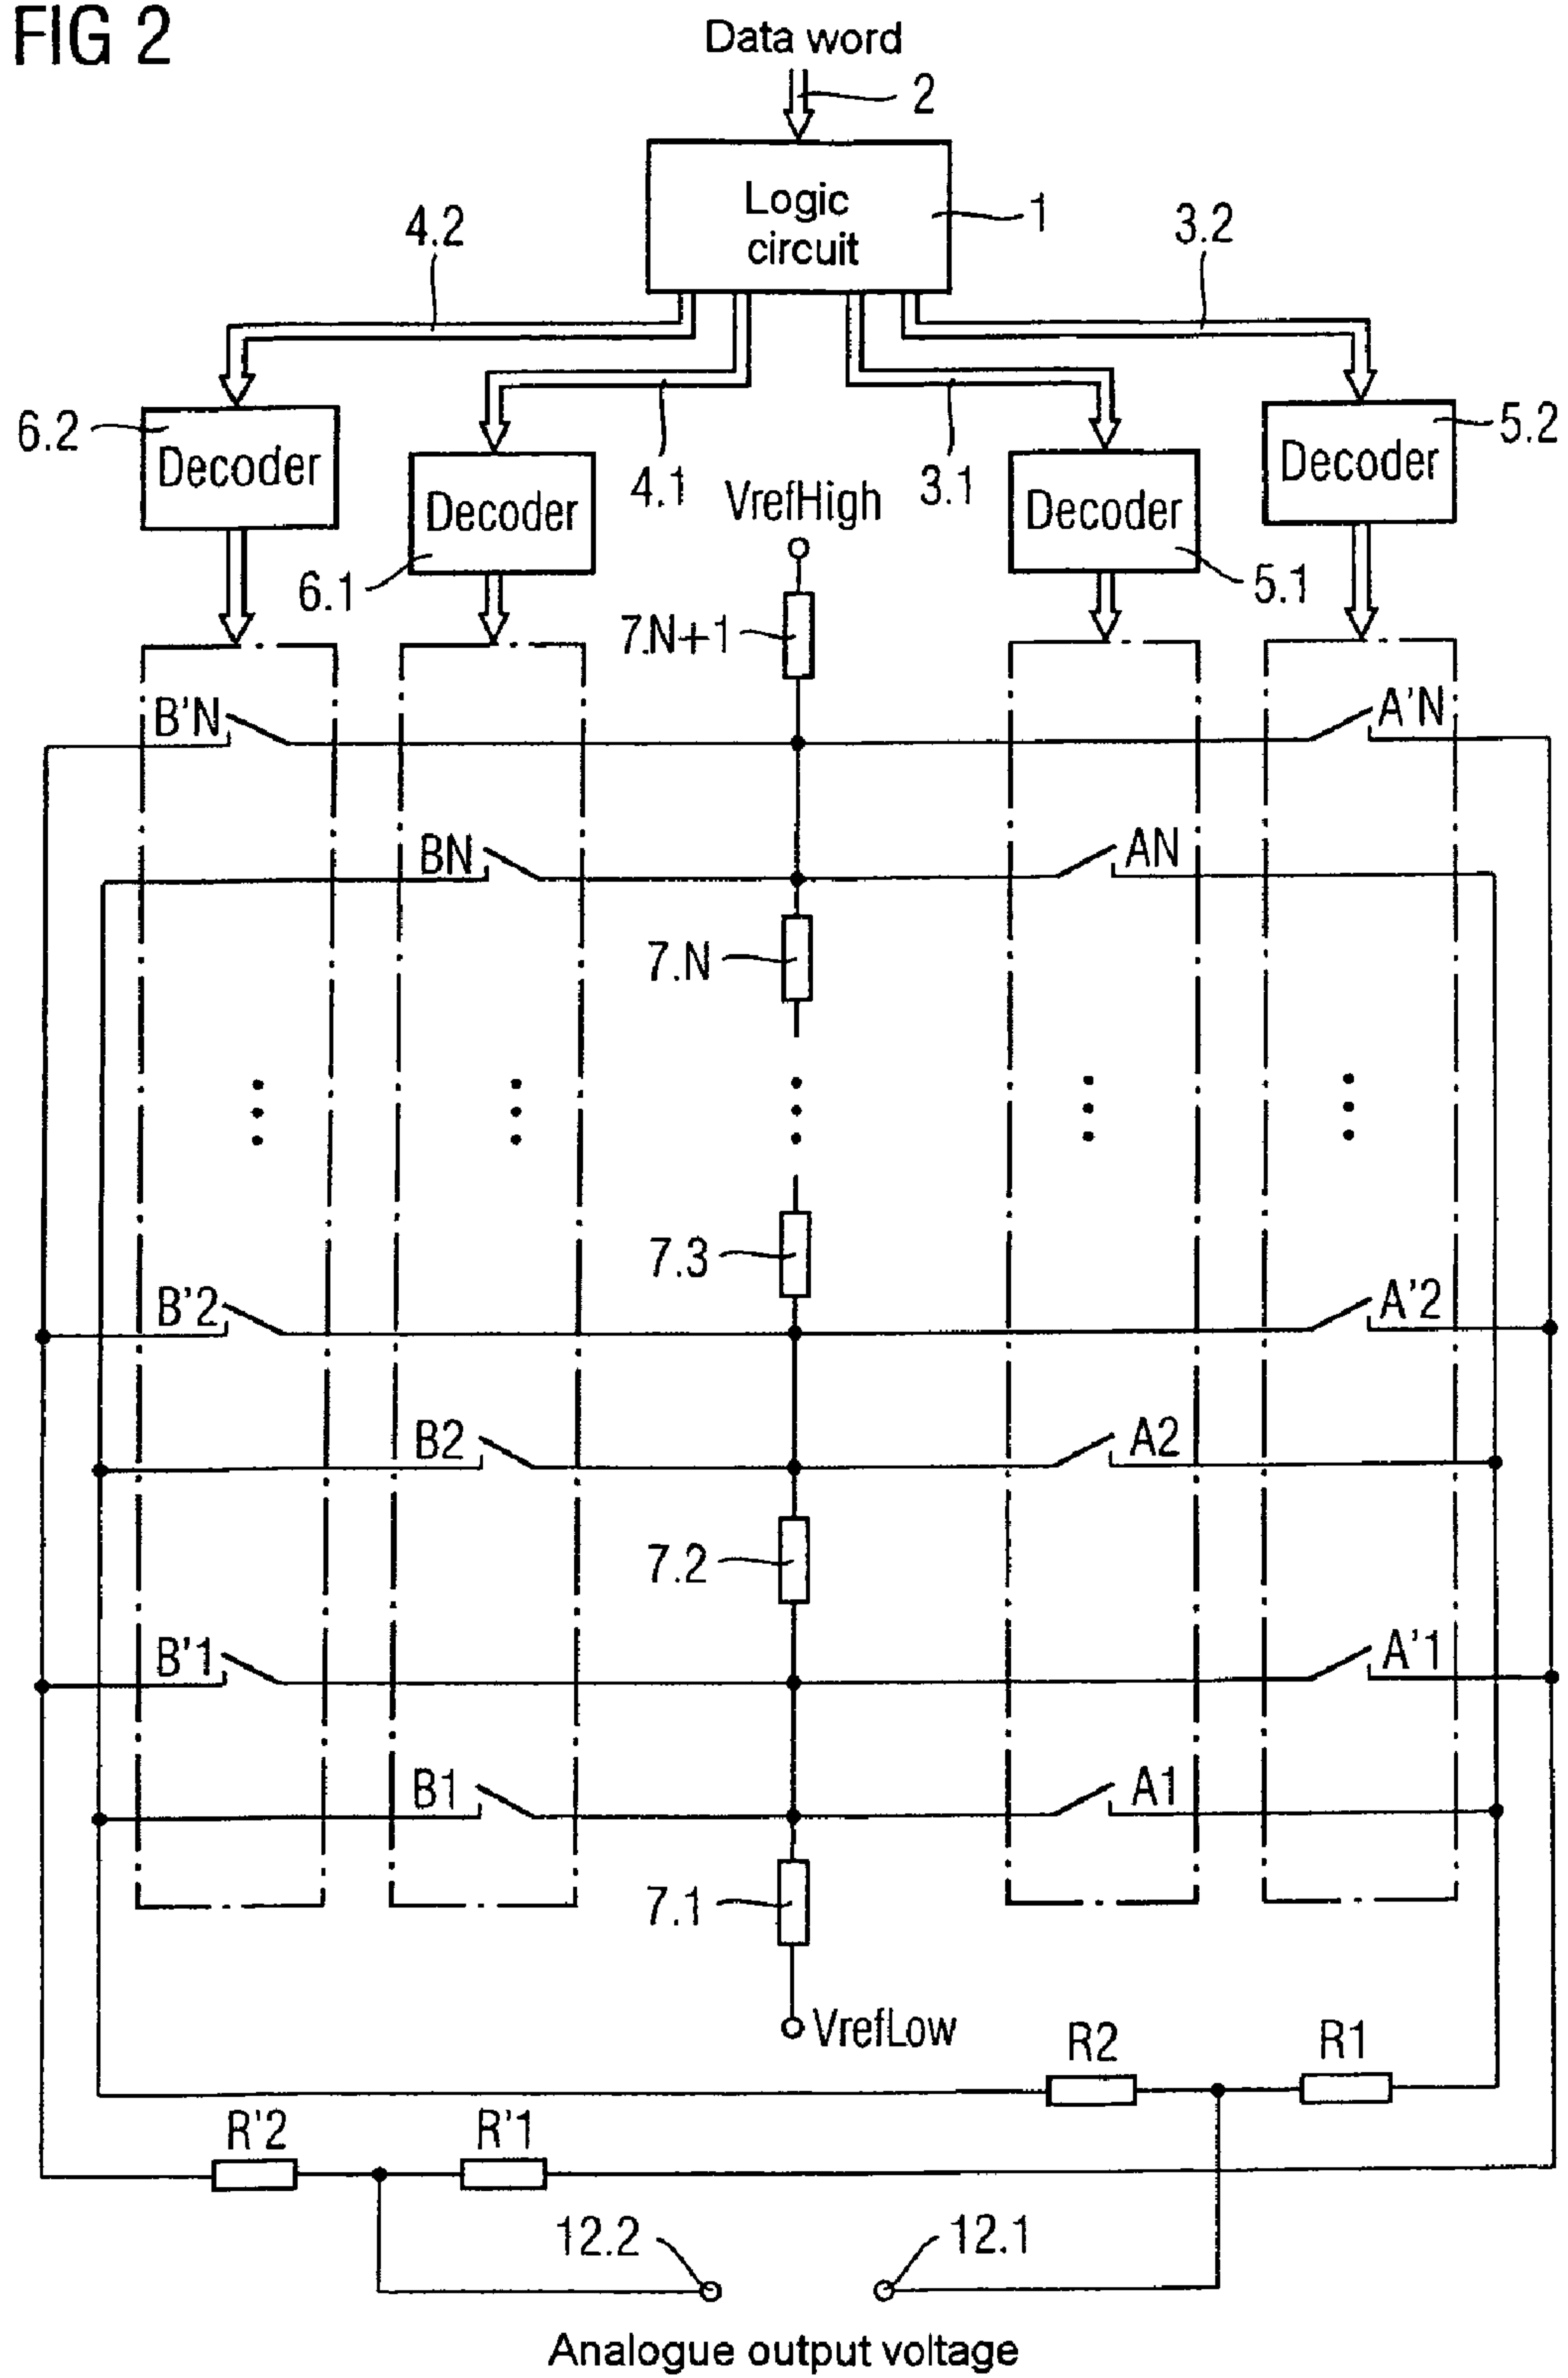 FIG 2
Data word
2
Logic
circuit
1
4.2
3.2
6.2
Decoder
Decoder
5.2
4.1
3.1
Decoder
Decoder
VrefHigh
6.1
5.1
7.N+1
B'N
A'N
BN
AN
7.N
7.3
B'2
A'2
B2
A2
7.2
B'1
A'1
B1
A1
7.1
VrefLow
R2
R1
R'2
R'1
12.2
12.1
Analogue output voltage